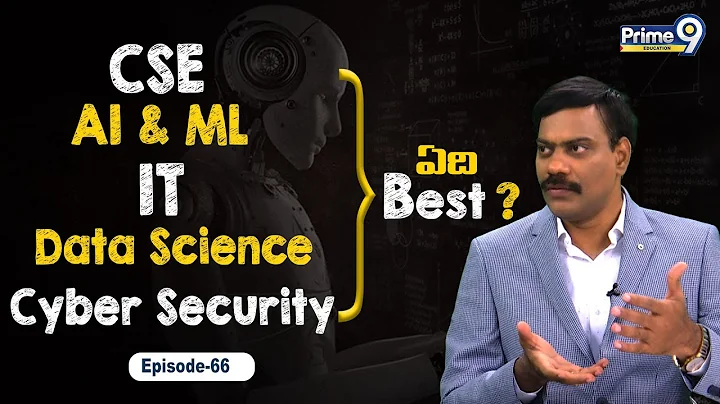 CSE
AI & ML
IT
Data Science
Cyber Security
ఏది
Best ?
Episode-66
Prime9
EDUCATION